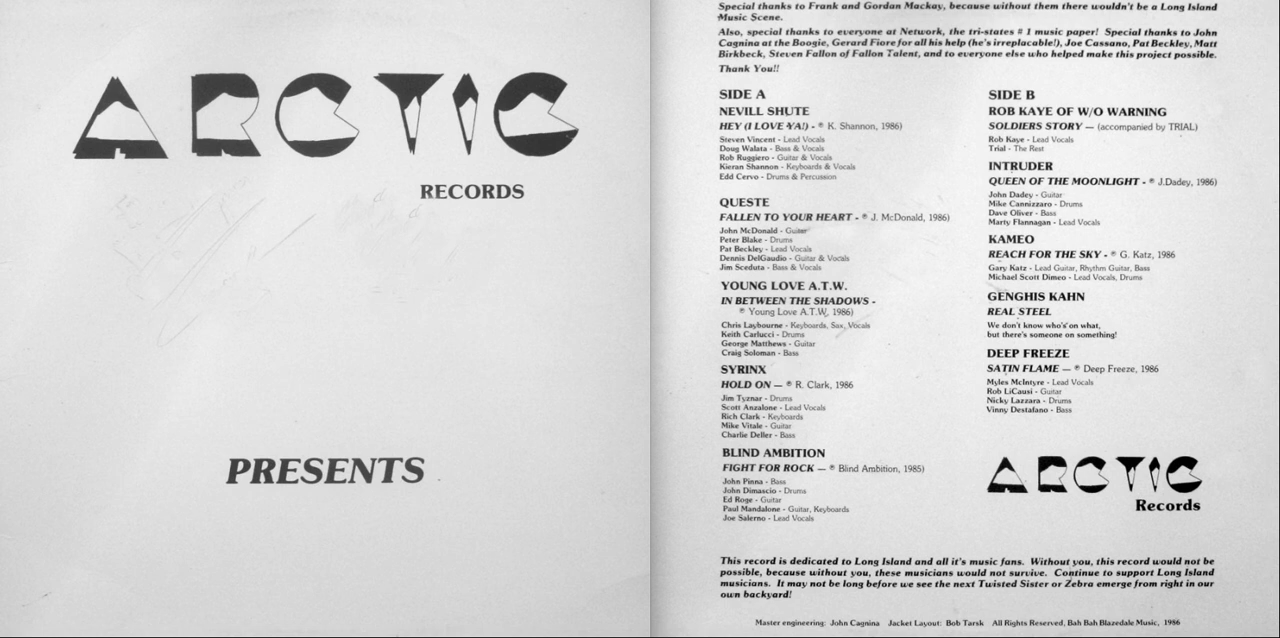 ARCTIC
RECORDS
PRESENTS
Special thanks to Frank and Gordan Mackay, because without them there wouldn't be a Long Island
Music Scene.
Also, special thanks to everyone at Network, the tri-states # 1 music paper! Special thanks to John
Cagnina at the Boogie, Gerard Fiore for all his help (he's irreplacable!), Joe Cassano, Pat Beckley, Matt
Birkbeck, Steven Fallon of Fallon Talent, and to everyone else who helped make this project possible.
Thank You!!
SIDE A
NEVILL SHUTE
HEY (I LOVE YA!) - ℗ K. Shannon, 1986)
Steven Vincent - Lead Vocals
Doug Walata - Bass & Vocals
Rob Ruggiero - Guitar & Vocals
Kieran Shannon - Keyboards & Vocals
Edd Cervo - Drums & Percussion
QUESTE
FALLEN TO YOUR HEART - ℗ J. McDonald, 1986)
John McDonald - Guitar
Peter Blake - Drums
Pat Beckley - Lead Vocals
Dennis DelGaudio - Guitar & Vocals
Jim Sceduta - Bass & Vocals
YOUNG LOVE A.T.W.
IN BETWEEN THE SHADOWS -
℗ Young Love A.T.W. 1986)
Chris Laybourne - Keyboards, Sax, Vocals
Keith Carlucci - Drums
George Matthews - Guitar
Craig Soloman - Bass
SYRINX
HOLD ON — ℗ R. Clark, 1986
Jim Tyznar - Drums
Scott Anzalone - Lead Vocals
Rich Clark - Keyboards
Mike Vitale - Guitar
Charlie Deller - Bass
BLIND AMBITION
FIGHT FOR ROCK — ℗ Blind Ambition, 1985)
John Pinna - Bass
John Dimascio - Drums
Ed Roge - Guitar
Paul Mandalone - Guitar, Keyboards
Joe Salerno - Lead Vocals
SIDE B
ROB KAYE OF W/O WARNING
SOLDIERS STORY — (accompanied by TRIAL)
Rob Kaye - Lead Vocals
Trial - The Rest
INTRUDER
QUEEN OF THE MOONLIGHT - ℗ J.Dadey, 1986)
John Dadey - Guitar
Mike Cannizzaro - Drums
Dave Oliver - Bass
Marty Flannagan - Lead Vocals
KAMEO
REACH FOR THE SKY - ℗ G. Katz, 1986
Gary Katz - Lead Guitar, Rhythm Guitar, Bass
Michael Scott Dimeo - Lead Vocals, Drums
GENGHIS KAHN
REAL STEEL
We don't know who's on what,
but there's someone on something!
DEEP FREEZE
SATIN FLAME — ℗ Deep Freeze, 1986
Myles McIntyre - Lead Vocals
Rob LiCausi - Guitar
Nicky Lazzara - Drums
Vinny Destafano - Bass
ARCTIC
Records
This record is dedicated to Long Island and all it's music fans. Without you, this record would not be
possible, because without you, these musicians would not survive. Continue to support Long Island
musicians. It may not be long before we see the next Twisted Sister or Zebra emerge from right in our
own backyard!
Master engineering: John Cagnina Jacket Layout: Bob Tarsk All Rights Reserved, Bah Bah Blazedale Music, 1986